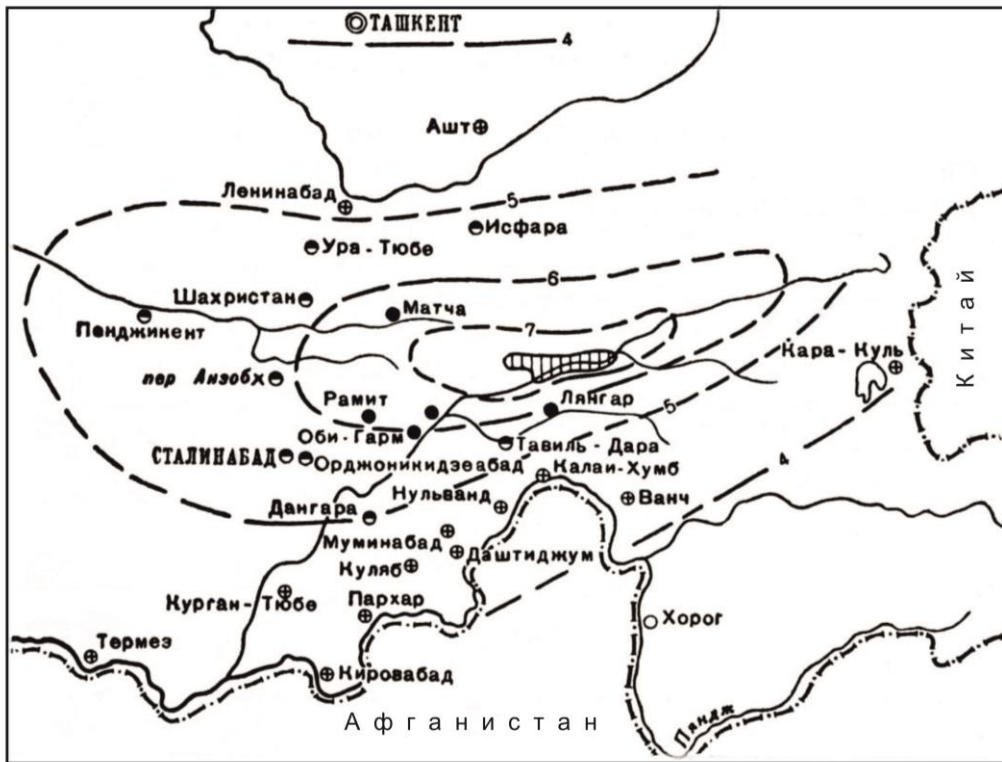 ТАШКЕНТ
4
Ашт
Ленинабад
5
Исфара
Ура - Тюбе
6
Китай
Шахристан
Матча
Пенджикент
7
Кара - Куль
пер Анзобх
Рамит
Лянгар
5
Оби - Гарм
СТАЛИНАБАД
Тавиль - Дара
4
Орджоникидзеабад
Калаи - Хумб
Нульванд
Ванч
Дангара
Муминабад
Даштиджум
Куляб
Курган - Тюбе
Пархар
Хорог
Термез
Кировабад
Афганистан
Пяндж